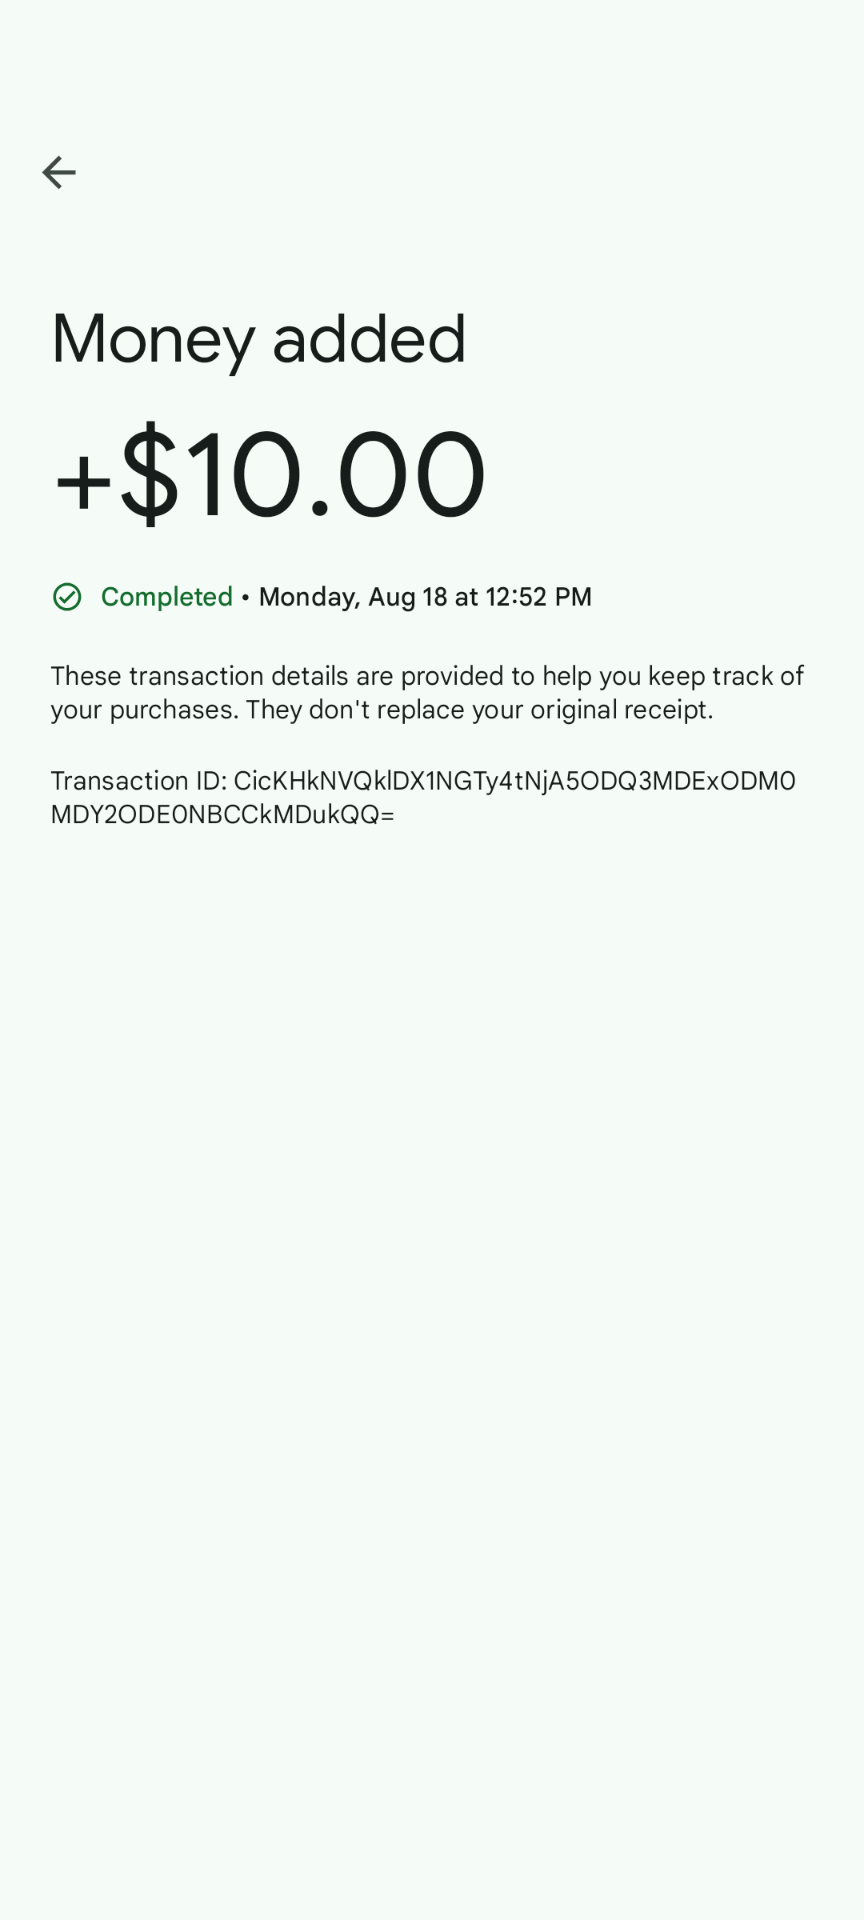 Money added
+$10.00
Completed • Monday, Aug 18 at 12:52 PM
These transaction details are provided to help you keep track of
your purchases. They don't replace your original receipt.
Transaction ID: CicKHkNVQklDX1NGTy4tNjA5ODQ3MDExODM0
MDY2ODE0NBCCkMDukQQ=